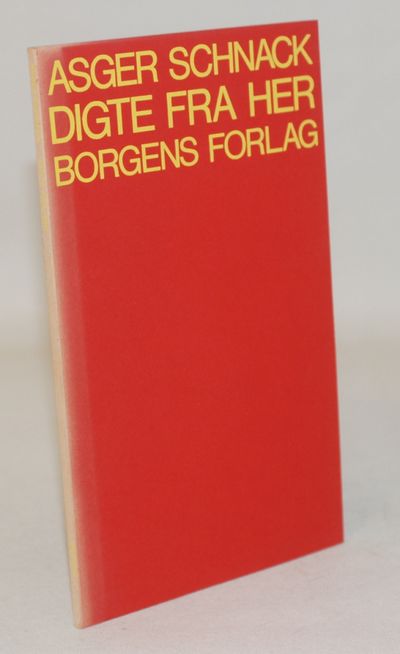 ASGER SCHNACK
DIGTE FRA HER
BORGENS FORLAG